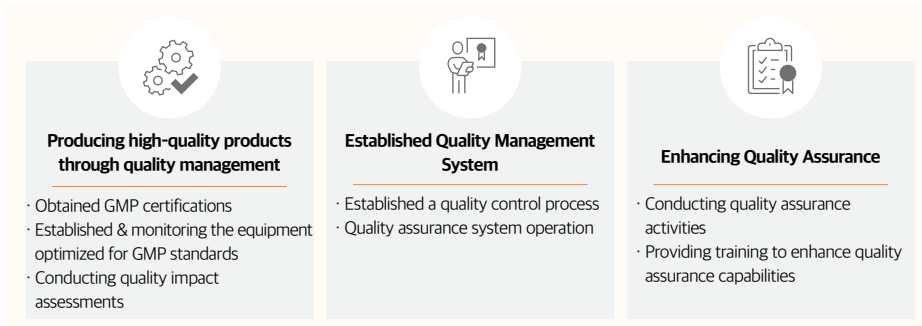 Producing high-quality products
through quality management
· Obtained GMP certifications
· Established & monitoring the equipment
optimized for GMP standards
· Conducting quality impact
assessments
Established Quality Management
System
· Established a quality control process
· Quality assurance system operation
Enhancing Quality Assurance
· Conducting quality assurance
activities
· Providing training to enhance quality
assurance capabilities